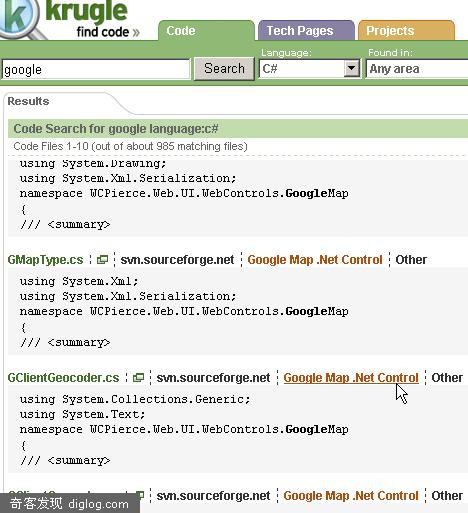 krugle
find code »
Code
Tech Pages
Projects
Language:
Found in:
google
Search
C#
Any area
Results
Code Search for google language:c#
Code Files 1-10 (out of about 985 matching files)
using System.Drawing;
using System.Xml.Serialization;
namespace WCPierce.Web.UI.WebControls.GoogleMap
{
/// <summary>
GMapType.cs svn.sourceforge.net Google Map .Net Control Other
using System.Xml;
using System.Xml.Serialization;
namespace WCPierce.Web.UI.WebControls.GoogleMap
{
/// <summary>
GClientGeocoder.cs svn.sourceforge.net Google Map .Net Control Other
using System.Collections.Generic;
using System.Text;
namespace WCPierce.Web.UI.WebControls.GoogleMap
{
/// <summary>
svn.sourceforge.net Google Map .Net Control Other
奇客发现 diglog.com